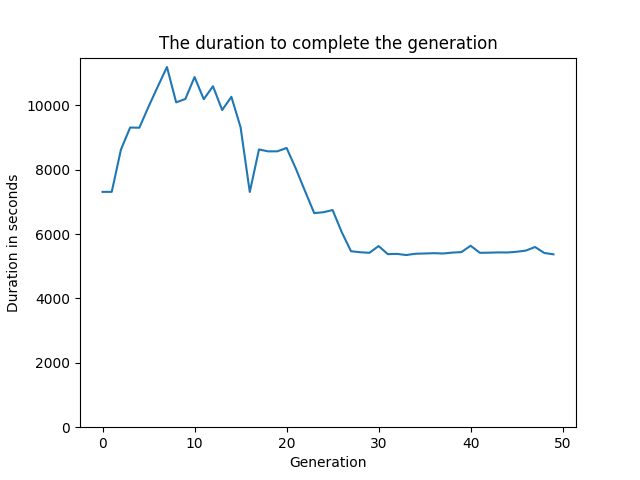 The duration to complete the generation
10000
8000
6000
4000
2000
0
Duration in seconds
0 10 20 30 40 50
Generation